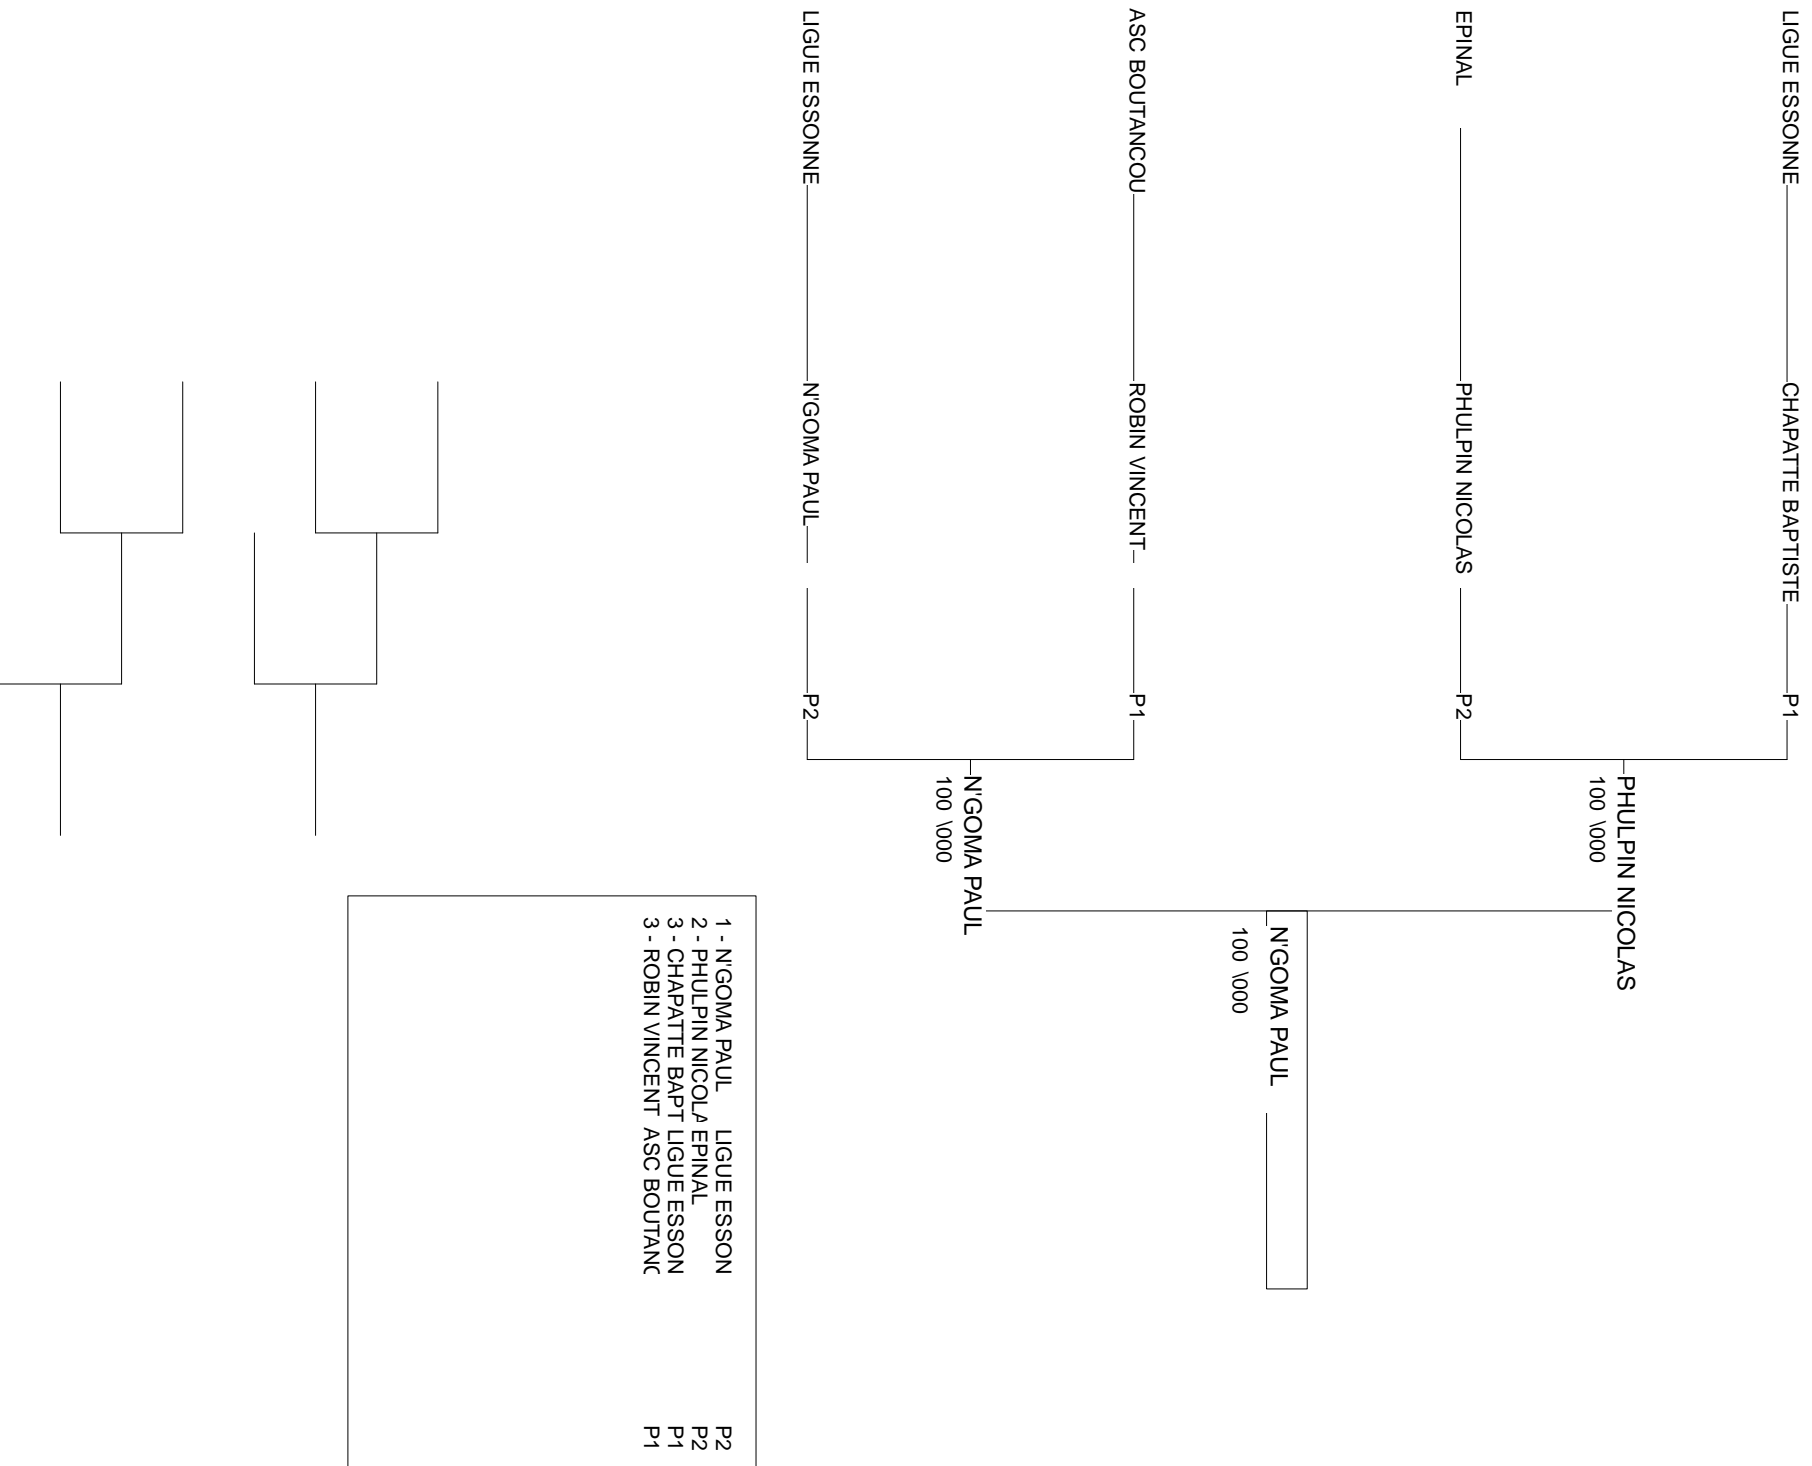 LIGUE ESSONNE CHAPATTE BAPTISTE P1
PHULPIN NICOLAS
100 \000
EPINAL PHULPIN NICOLAS P2
N'GOMA PAUL
100 \000
ASC BOUTANCOU ROBIN VINCENT P1
N'GOMA PAUL
100 \000
LIGUE ESSONNE N'GOMA PAUL P2
1 - N'GOMA PAUL LIGUE ESSON P2
2 - PHULPIN NICOLA EPINAL P2
3 - CHAPATTE BAPT LIGUE ESSON P1
3 - ROBIN VINCENT ASC BOUTANC P1